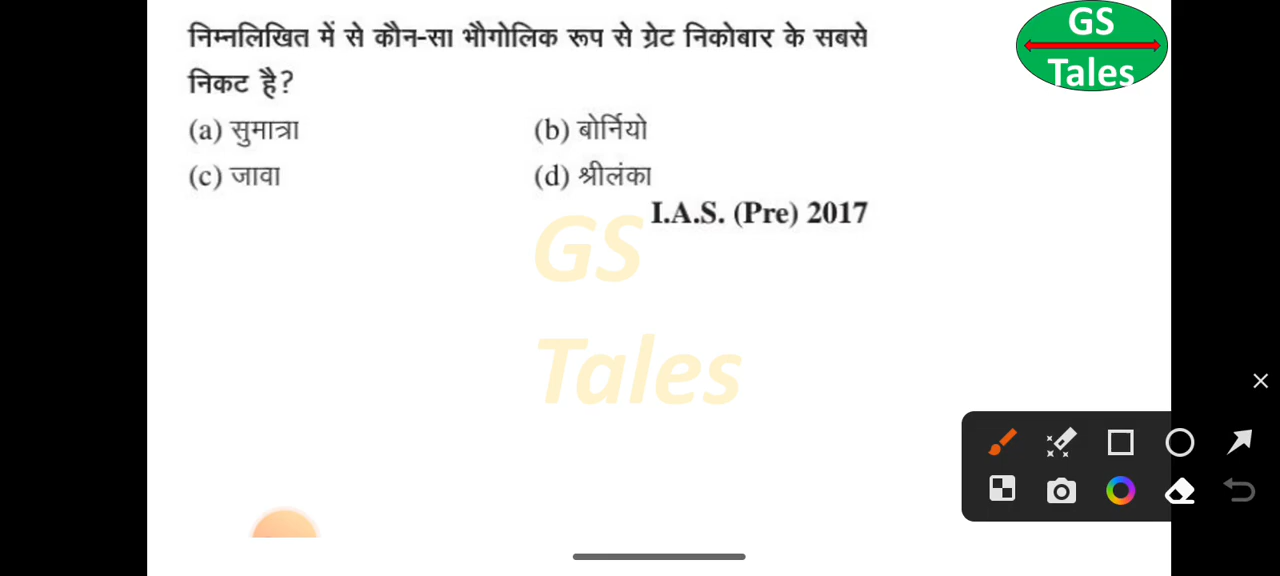 निम्नलिखित में से कौन-सा भौगोलिक रूप से ग्रेट निकोबार के सबसे
निकट है?
(a) सुमात्रा (b) बोर्नियो
(c) जावा (d) श्रीलंका
I.A.S. (Pre) 2017
GS
Tales
GS
Tales